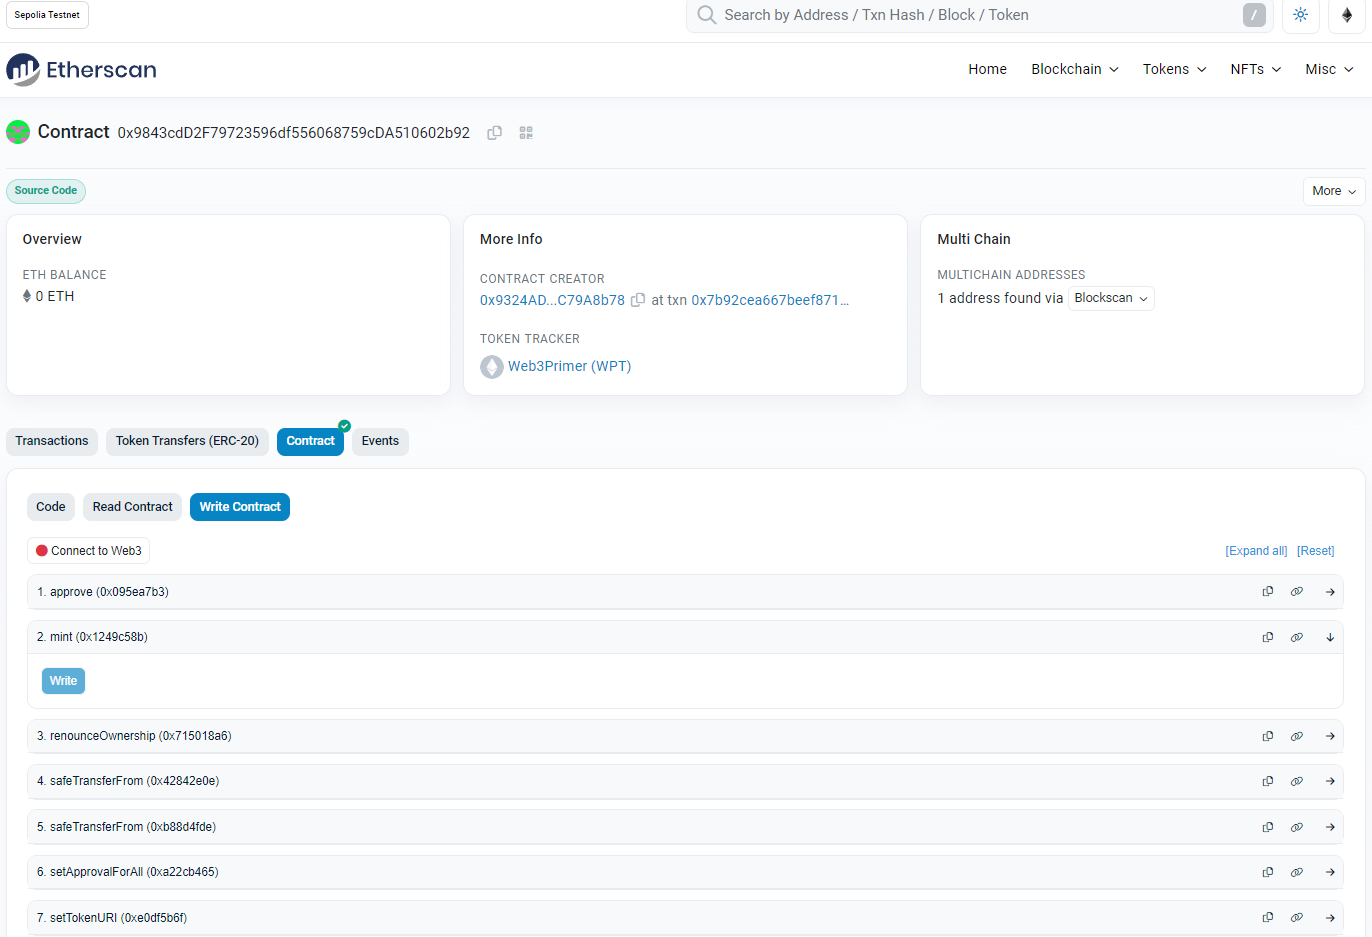 Sepolia Testnet
Search by Address / Txn Hash / Block / Token
/
Etherscan
Home Blockchain Tokens NFTs Misc
Contract 0x9843cdD2F79723596df556068759cDA510602b92
Source Code
More
Overview
ETH BALANCE
0 ETH
More Info
CONTRACT CREATOR
0x9324AD...C79A8b78 at txn 0x7b92cea667beef871...
TOKEN TRACKER
Web3Primer (WPT)
Multi Chain
MULTICHAIN ADDRESSES
1 address found via Blockscan
Transactions Token Transfers (ERC-20) Contract Events
Code Read Contract Write Contract
Connect to Web3
[Expand all] [Reset]
1. approve (0x095ea7b3)
2. mint (0x1249c58b)
Write
3. renounceOwnership (0x715018a6)
4. safeTransferFrom (0x42842e0e)
5. safeTransferFrom (0xb88d4fde)
6. setApprovalForAll (0xa22cb465)
7. setTokenURI (0xe0df5b6f)